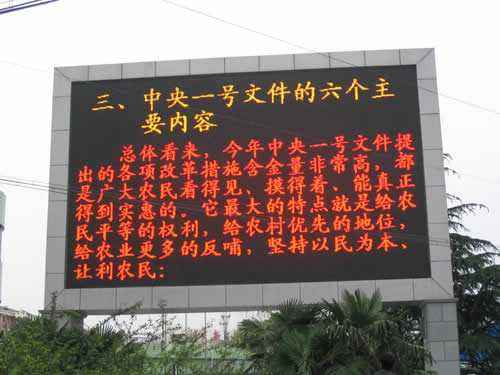 三、中央一号文件的六个主
要内容
总体看来，今年中央一号文件提
出的各项改革措施含金量非常高，都
是广大农民看得见、摸得着、能真正
得到实惠的。它最大的特点就是给农
民平等的权利，给农村优先的地位，
给农业更多的反哺，坚持以民为本、
让利农民；